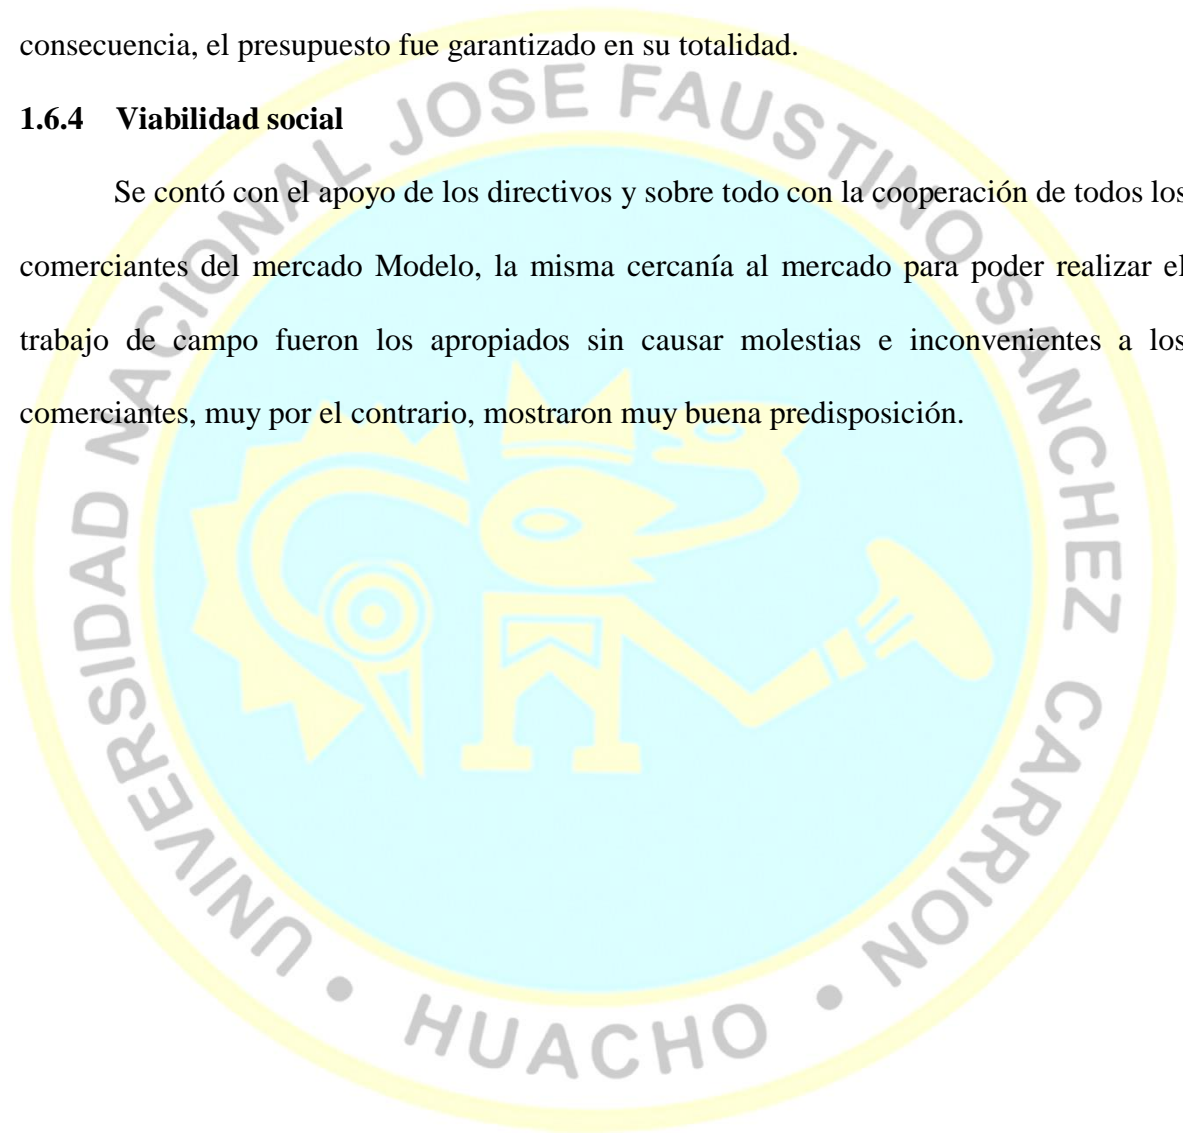 consecuencia, el presupuesto fue garantizado en su totalidad.
1.6.4 Viabilidad social
Se contó con el apoyo de los directivos y sobre todo con la cooperación de todos los
comerciantes del mercado Modelo, la misma cercanía al mercado para poder realizar el
trabajo de campo fueron los apropiados sin causar molestias e inconvenientes a los
comerciantes, muy por el contrario, mostraron muy buena predisposición.
UNIVERSIDAD NACIONAL JOSE FAUSTINO SANCHEZ CARRION
• HUACHO •